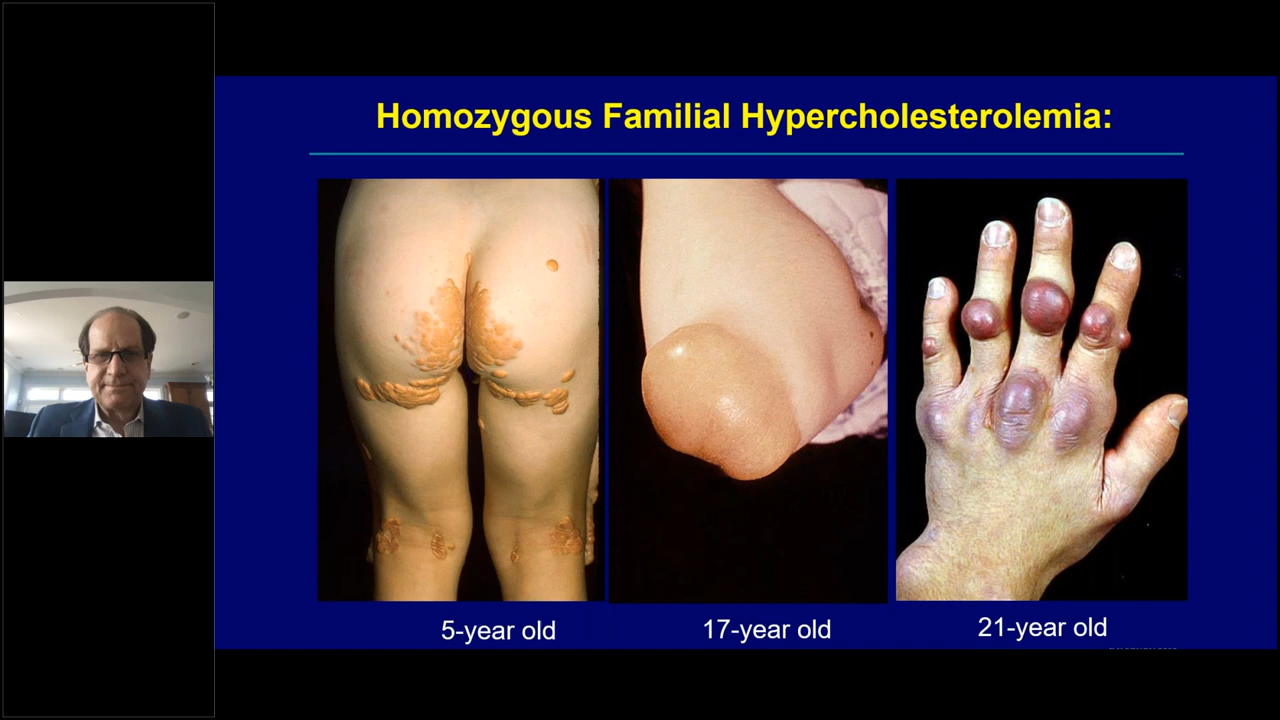 Homozygous Familial Hypercholesterolemia:
5-year old
17-year old
21-year old